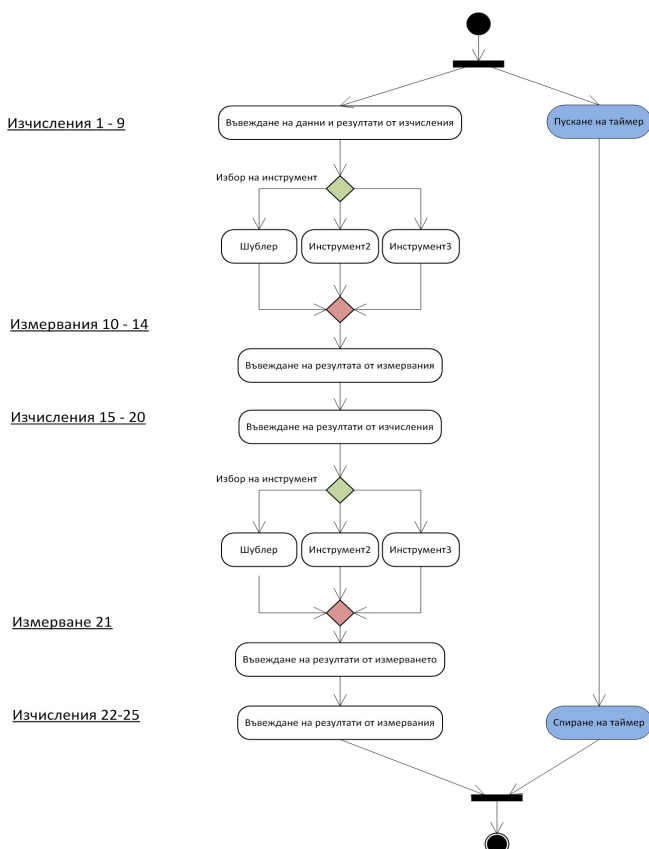 Изчисления 1 - 9
Въвеждане на данни и резултати от изчисления
Пускане на таймер
Избор на инструмент
Шублер
Инструмент2
Инструмент3
Измервания 10 - 14
Въвеждане на резултата от измервания
Изчисления 15 - 20
Въвеждане на резултати от изчисления
Избор на инструмент
Шублер
Инструмент2
Инструмент3
Измерване 21
Въвеждане на резултати от измерването
Изчисления 22-25
Въвеждане на резултати от измервания
Спиране на таймер